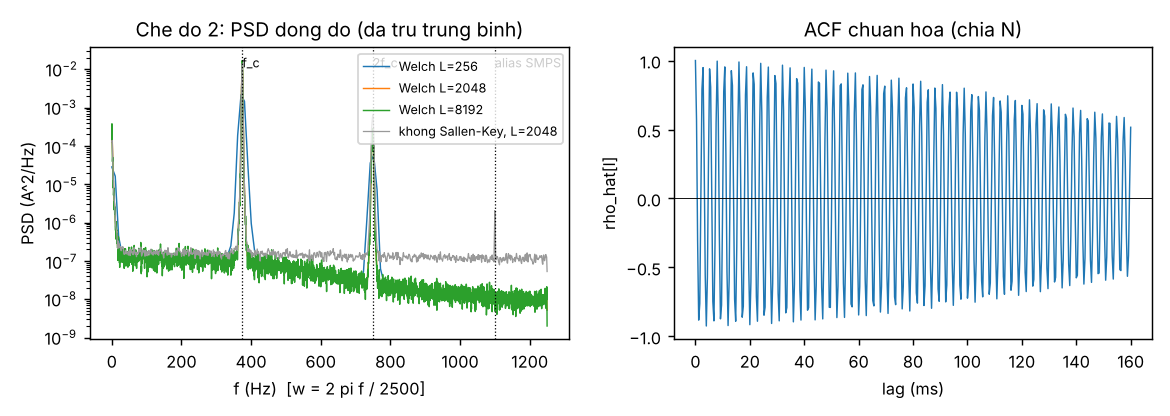 Che do 2: PSD dong do (da tru trung binh)
f_c
2f_c
alias SMPS
Welch L=256
Welch L=2048
Welch L=8192
khong Sallen-Key, L=2048
PSD (A^2/Hz)
10^-2
10^-3
10^-4
10^-5
10^-6
10^-7
10^-8
10^-9
0 200 400 600 800 1000 1200
f (Hz) [w = 2 pi f / 2500]
ACF chuan hoa (chia N)
rho_hat[l]
1.0
0.5
0.0
−0.5
−1.0
0 20 40 60 80 100 120 140 160
lag (ms)